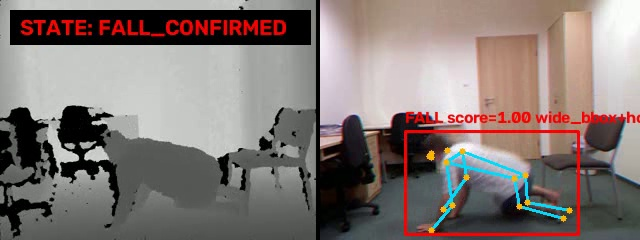 STATE: FALL_CONFIRMED
FALL score=1.00 wide_bbox+ho